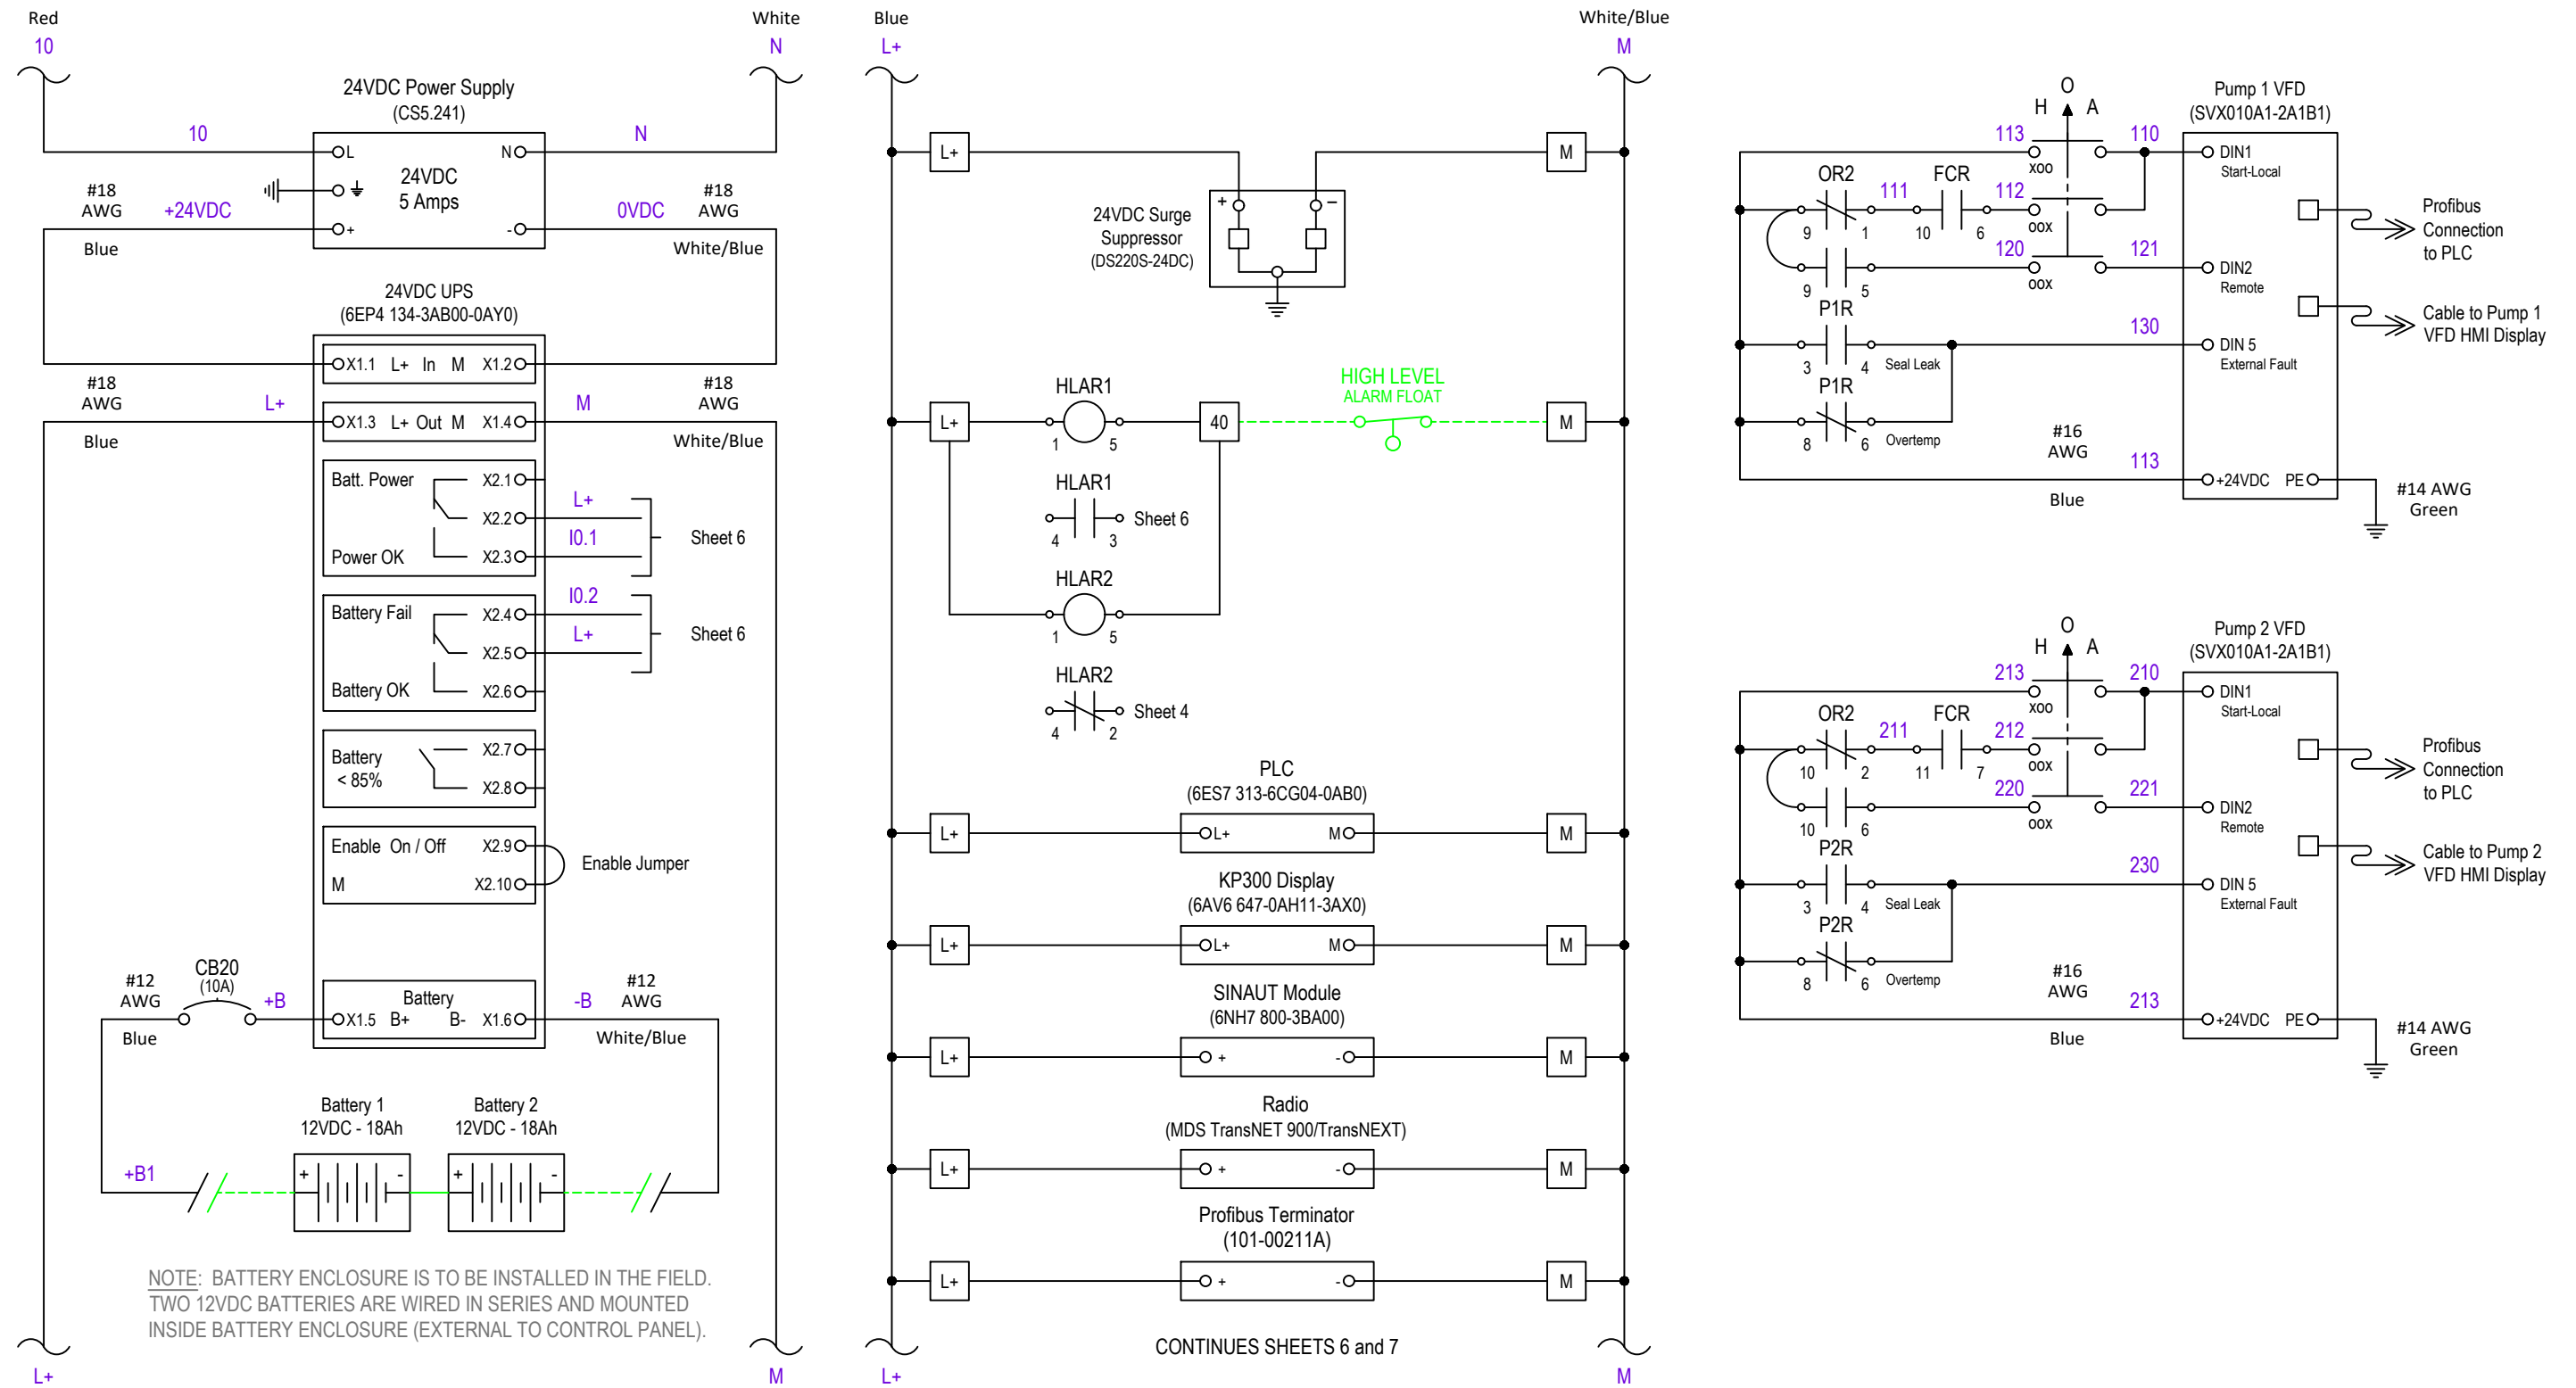 Red
10
White
N
24VDC Power Supply
(CS5.241)
10
N
L
N
24VDC
5 Amps
#18
AWG
+24VDC
Blue
0VDC
#18
AWG
White/Blue
+
-
24VDC UPS
(6EP4 134-3AB00-0AY0)
X1.1 L+ In M X1.2
#18
AWG
L+
Blue
X1.3 L+ Out M X1.4
M
#18
AWG
White/Blue
Batt. Power
X2.1
X2.2
L+
Power OK
X2.3
I0.1
Sheet 6
Battery Fail
X2.4
I0.2
X2.5
L+
Battery OK
X2.6
Sheet 6
Battery
< 85%
X2.7
X2.8
Enable On / Off
X2.9
M
X2.10
Enable Jumper
#12
AWG
Blue
CB20
(10A)
+B
Battery
X1.5 B+ B- X1.6
-B
#12
AWG
White/Blue
Battery 1
12VDC - 18Ah
Battery 2
12VDC - 18Ah
+B1
+ -
+ -
NOTE: BATTERY ENCLOSURE IS TO BE INSTALLED IN THE FIELD.
TWO 12VDC BATTERIES ARE WIRED IN SERIES AND MOUNTED
INSIDE BATTERY ENCLOSURE (EXTERNAL TO CONTROL PANEL).
L+
M
Blue
L+
White/Blue
M
L+
M
24VDC Surge
Suppressor
(DS220S-24DC)
+ −
L+
HLAR1
1 5
40
HIGH LEVEL
ALARM FLOAT
M
HLAR1
4 3
Sheet 6
HLAR2
1 5
HLAR2
4 2
Sheet 4
PLC
(6ES7 313-6CG04-0AB0)
L+ L+ M M
KP300 Display
(6AV6 647-0AH11-3AX0)
L+ L+ M M
SINAUT Module
(6NH7 800-3BA00)
L+ + - M
Radio
(MDS TransNET 900/TransNEXT)
L+ + - M
Profibus Terminator
(101-00211A)
L+ + - M
CONTINUES SHEETS 6 and 7
L+
M
H O A
Pump 1 VFD
(SVX010A1-2A1B1)
113
110
XOO
DIN1
Start-Local
OR2
9 1
111
FCR
10 6
112
OOX
120
121
OOX
DIN2
Remote
9 5
P1R
3 4
Seal Leak
130
DIN 5
External Fault
P1R
8 6
Overtemp
#16
AWG
Blue
113
+24VDC PE
#14 AWG
Green
Profibus
Connection
to PLC
Cable to Pump 1
VFD HMI Display
H O A
Pump 2 VFD
(SVX010A1-2A1B1)
213
210
XOO
DIN1
Start-Local
OR2
10 2
211
FCR
11 7
212
OOX
220
221
OOX
DIN2
Remote
10 6
P2R
3 4
Seal Leak
230
DIN 5
External Fault
P2R
8 6
Overtemp
#16
AWG
Blue
213
+24VDC PE
#14 AWG
Green
Profibus
Connection
to PLC
Cable to Pump 2
VFD HMI Display